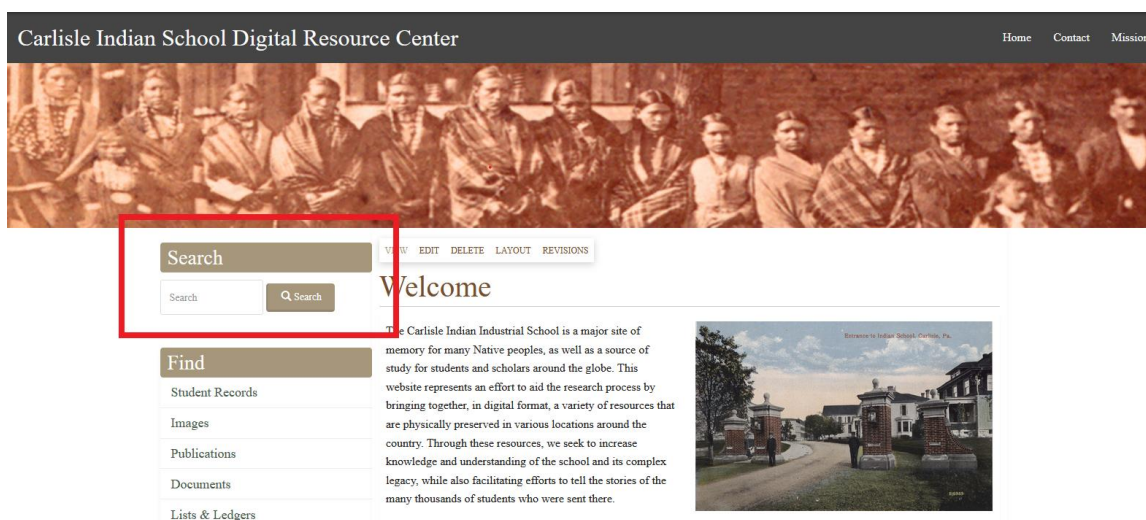 Carlisle Indian School Digital Resource Center
Home Contact Mission
Search
Search Search
Find
Student Records
Images
Publications
Documents
Lists & Ledgers
VIEW EDIT DELETE LAYOUT REVISIONS
Welcome
The Carlisle Indian Industrial School is a major site of
memory for many Native peoples, as well as a source of
study for students and scholars around the globe. This
website represents an effort to aid the research process by
bringing together, in digital format, a variety of resources that
are physically preserved in various locations around the
country. Through these resources, we seek to increase
knowledge and understanding of the school and its complex
legacy, while also facilitating efforts to tell the stories of the
many thousands of students who were sent there.
Entrance to Indian School, Carlisle, Pa.